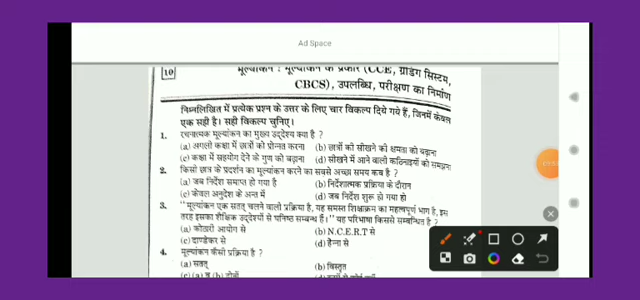 Ad Space
10
मूल्यांकन : मूल्यांकन के प्रकार (CCE, ग्रेडिंग सिस्टम,
CBCS), उपलब्धि, परीक्षण का निर्माण
निम्नलिखित में प्रत्येक प्रश्न के उत्तर के लिए चार विकल्प दिये गये हैं, जिनमें केवल
एक सही है। सही विकल्प चुनिए।
1. रचनात्मक मूल्यांकन का मुख्य उद्देश्य क्या है ?
(a) अगली कक्षा में छात्रों को प्रोन्नत करना (b) छात्रों की सीखने की क्षमता को बढ़ाना
(c) कक्षा में सहयोग देने के गुण को बढ़ाना (d) सीखने में आने वाली कठिनाइयों को समझना
2. किसी छात्र के प्रदर्शन का मूल्यांकन करने का सबसे अच्छा समय कब है ?
(a) जब निर्देश समाप्त हो गया है (b) निर्देशात्मक प्रक्रिया के दौरान
(c) केवल अनुदेश के अन्त में (d) जब निर्देश शुरू हो गया हो
3. "मूल्यांकन एक सतत् चलने वाली प्रक्रिया है, यह समस्त शिक्षाक्रम का महत्वपूर्ण भाग है, इस
तरह इसका शैक्षिक उद्देश्यों से घनिष्ठ सम्बन्ध है।" यह परिभाषा किससे सम्बन्धित है ?
(a) कोठारी आयोग से (b) N.C.E.R.T से
(c) दाण्डेकर से (d) हैन्ना से
4. मूल्यांकन कैसी प्रक्रिया है ?
(a) सतत् (b) विस्तृत
(c) (a) व (b) दोनों